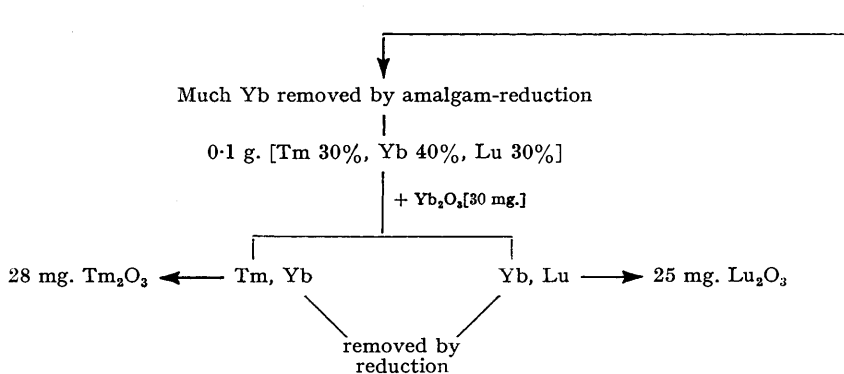 Much Yb removed by amalgam-reduction
0·1 g. [Tm 30%, Yb 40%, Lu 30%]
+ Yb₂O₃[30 mg.]
28 mg. Tm₂O₃ Tm, Yb Yb, Lu 25 mg. Lu₂O₃
removed by
reduction